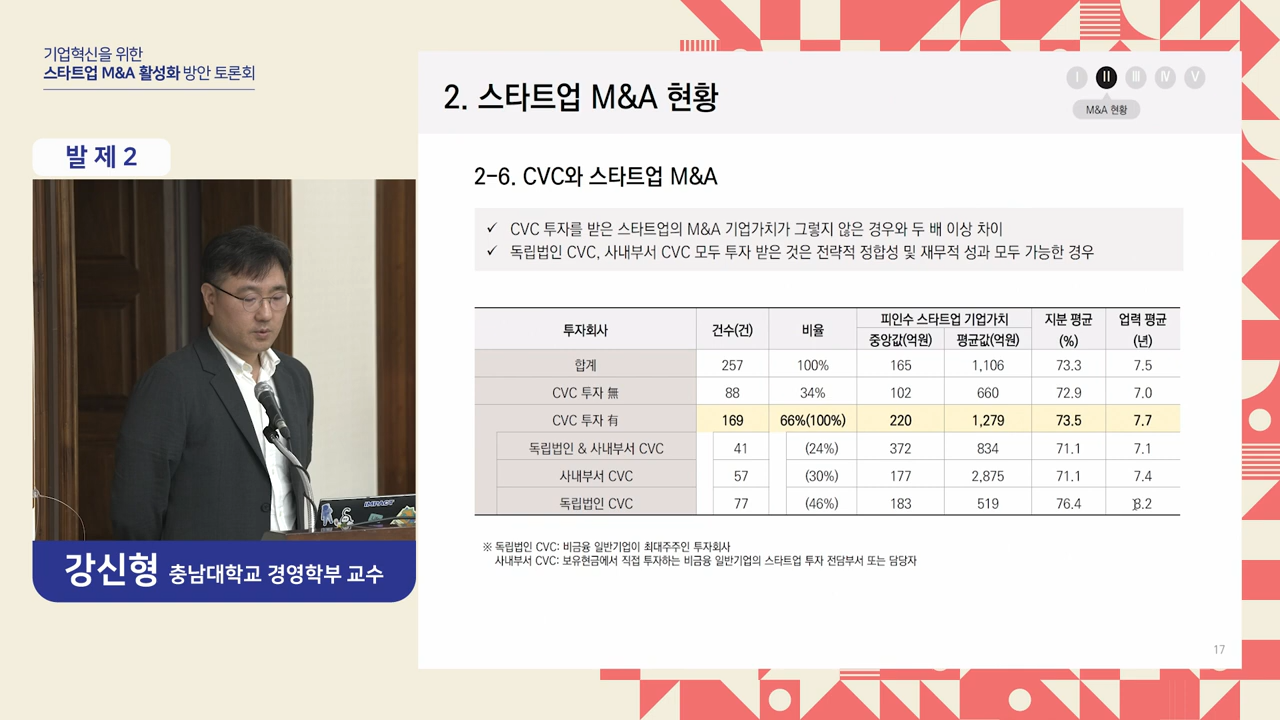 기업혁신을 위한
스타트업 M&A 활성화 방안 토론회
발 제 2
2. 스타트업 M&A 현황
Ⅰ Ⅱ Ⅲ Ⅳ Ⅴ
M&A 현황
2-6. CVC와 스타트업 M&A
✓ CVC 투자를 받은 스타트업의 M&A 기업가치가 그렇지 않은 경우와 두 배 이상 차이
✓ 독립법인 CVC, 사내부서 CVC 모두 투자 받은 것은 전략적 정합성 및 재무적 성과 모두 가능한 경우
투자회사 건수(건) 비율 피인수 스타트업 기업가치 지분 평균 업력 평균
중앙값(억원) 평균값(억원) (%) (년)
합계 257 100% 165 1,106 73.3 7.5
CVC 투자 無 88 34% 102 660 72.9 7.0
CVC 투자 有 169 66%(100%) 220 1,279 73.5 7.7
독립법인 & 사내부서 CVC 41 (24%) 372 834 71.1 7.1
사내부서 CVC 57 (30%) 177 2,875 71.1 7.4
독립법인 CVC 77 (46%) 183 519 76.4 8.2
※ 독립법인 CVC: 비금융 일반기업이 최대주주인 투자회사
사내부서 CVC: 보유현금에서 직접 투자하는 비금융 일반기업의 스타트업 투자 전담부서 또는 담당자
17
IMPACT
강신형 충남대학교 경영학부 교수